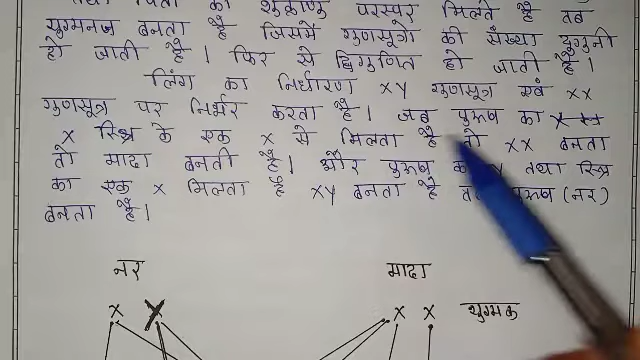 पिता का शुक्राणु परस्पर मिलते है तब
युग्मनज बनता है जिसमें गुणसूत्रो की संख्या दुगुनी
हो जाती है । फिर से द्विगुणित हो जाती है।
लिंग का निर्धारण XY गुणसूत्र एवं XX
गुणसूत्र पर निर्भर करता है। जब पुरूष का X
X स्त्रि के एक X से मिलता है तो XX बनता
तो मादा बनती है। और पुरूष का Y तथा स्त्रि
का एक X मिलता है XY बनता है पुरूष (नर)
बनता है।
नर मादा
X X X X युग्मक